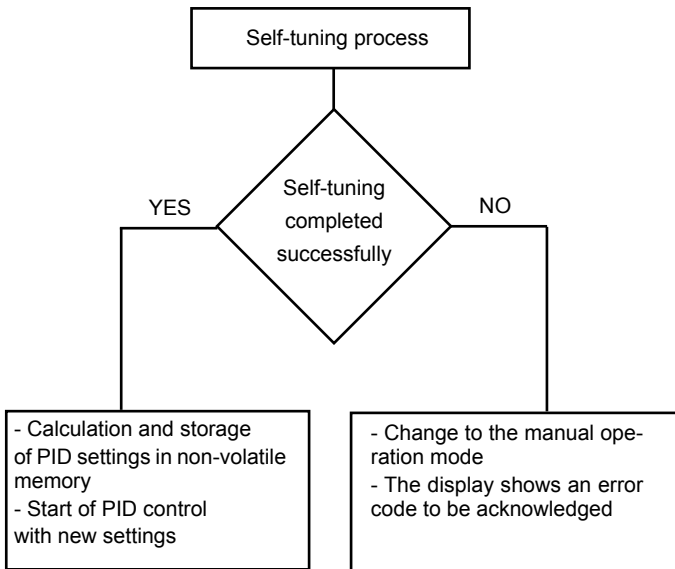 Self-tuning process
Self-tuning
completed
successfully
YES
NO
- Calculation and storage
of PID settings in non-volatile
memory
- Start of PID control
with new settings
- Change to the manual ope-
ration mode
- The display shows an error
code to be acknowledged